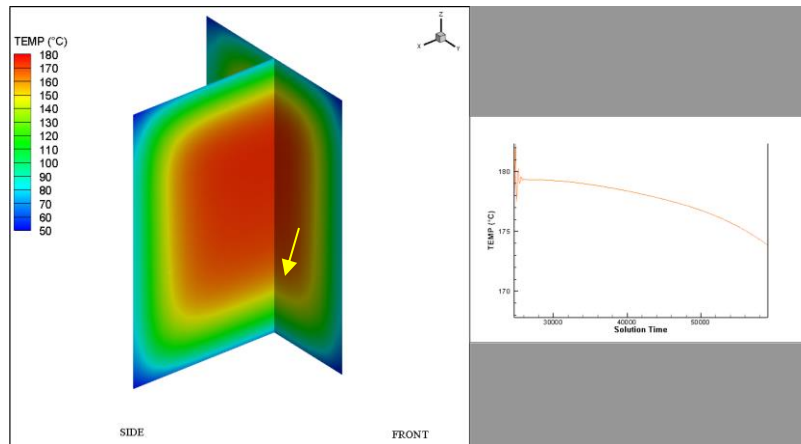 TEMP (°C)
180
170
160
150
140
130
120
110
100
90
80
70
60
50
Z
X
Y
SIDE
FRONT
TEMP (°C)
180
175
170
30000
40000
50000
Solution Time